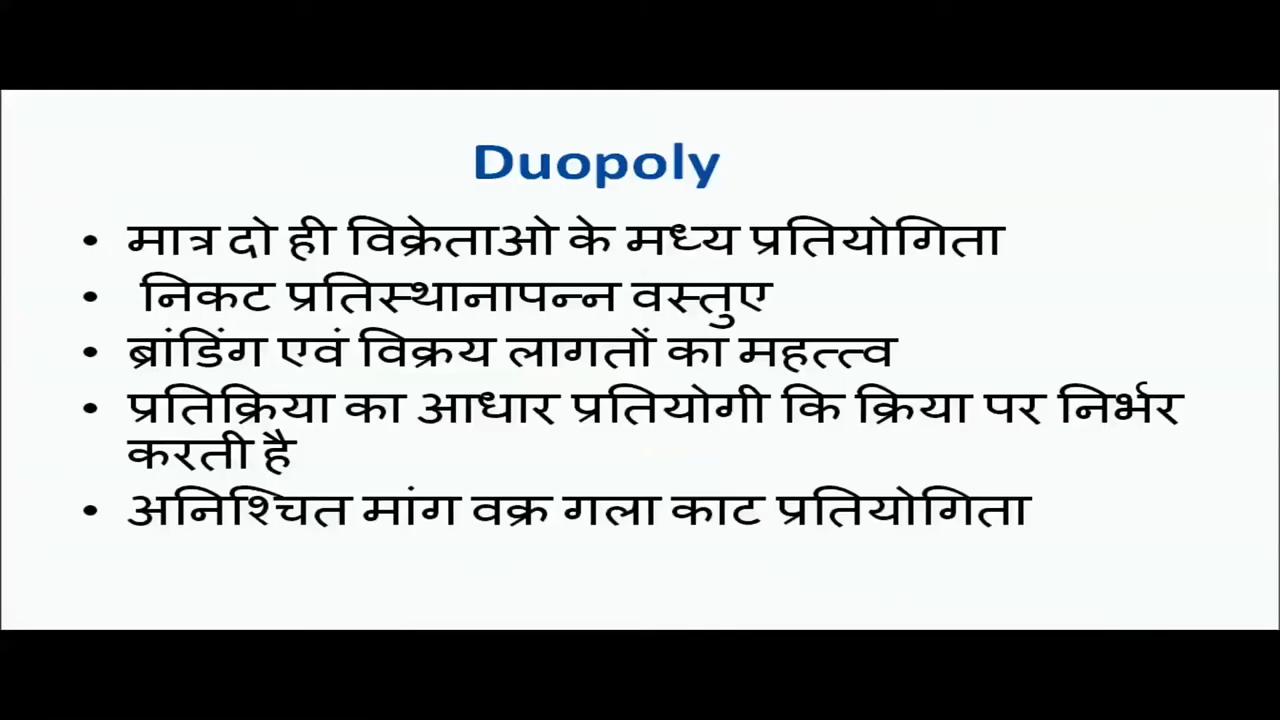 Duopoly
• मात्र दो ही विक्रेताओ के मध्य प्रतियोगिता
• निकट प्रतिस्थानापन्न वस्तुए
• ब्रांडिंग एवं विक्रय लागतों का महत्त्व
• प्रतिक्रिया का आधार प्रतियोगी कि क्रिया पर निर्भर
करती है
• अनिश्चित मांग वक्र गला काट प्रतियोगिता